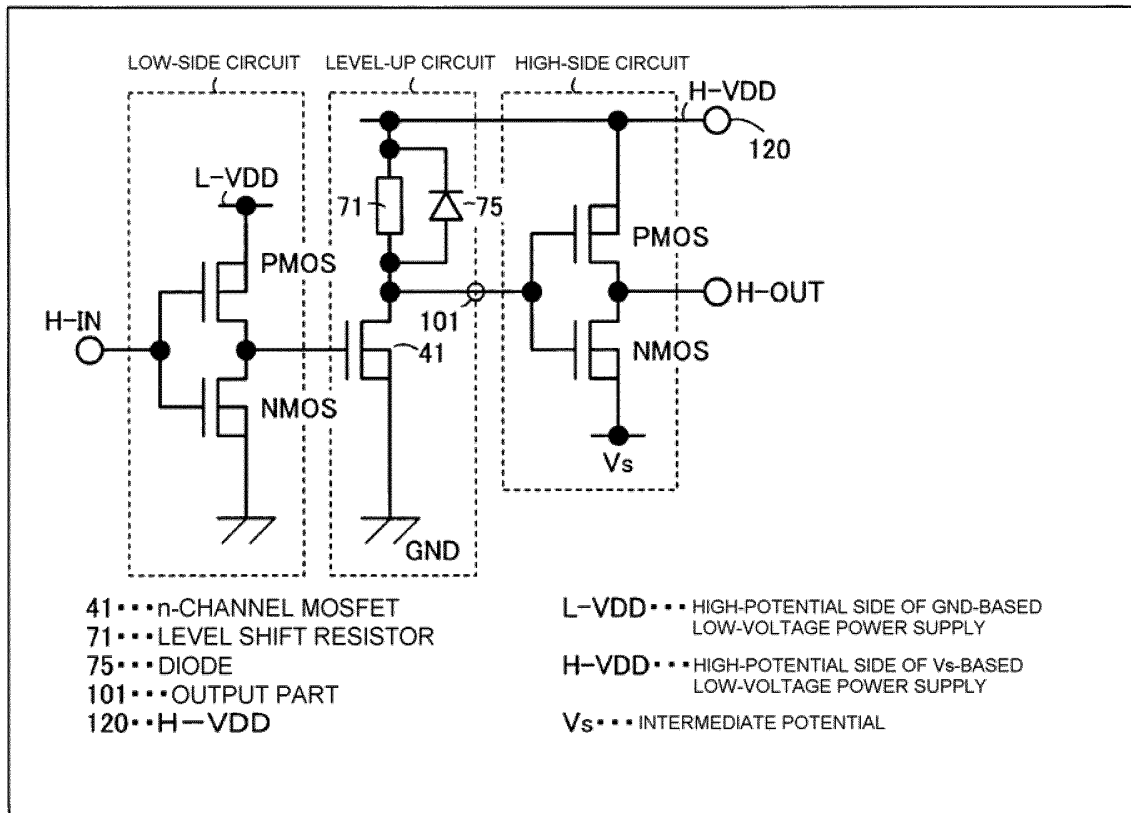 LOW-SIDE CIRCUIT
LEVEL-UP CIRCUIT
HIGH-SIDE CIRCUIT
H-VDD
120
L-VDD
71
75
PMOS
PMOS
H-IN
101
H-OUT
41
NMOS
NMOS
Vs
GND
41•••n-CHANNEL MOSFET
71•••LEVEL SHIFT RESISTOR
75•••DIODE
101•••OUTPUT PART
120••H-VDD
L-VDD••• HIGH-POTENTIAL SIDE OF GND-BASED
LOW-VOLTAGE POWER SUPPLY
H-VDD••• HIGH-POTENTIAL SIDE OF Vs-BASED
LOW-VOLTAGE POWER SUPPLY
Vs••• INTERMEDIATE POTENTIAL